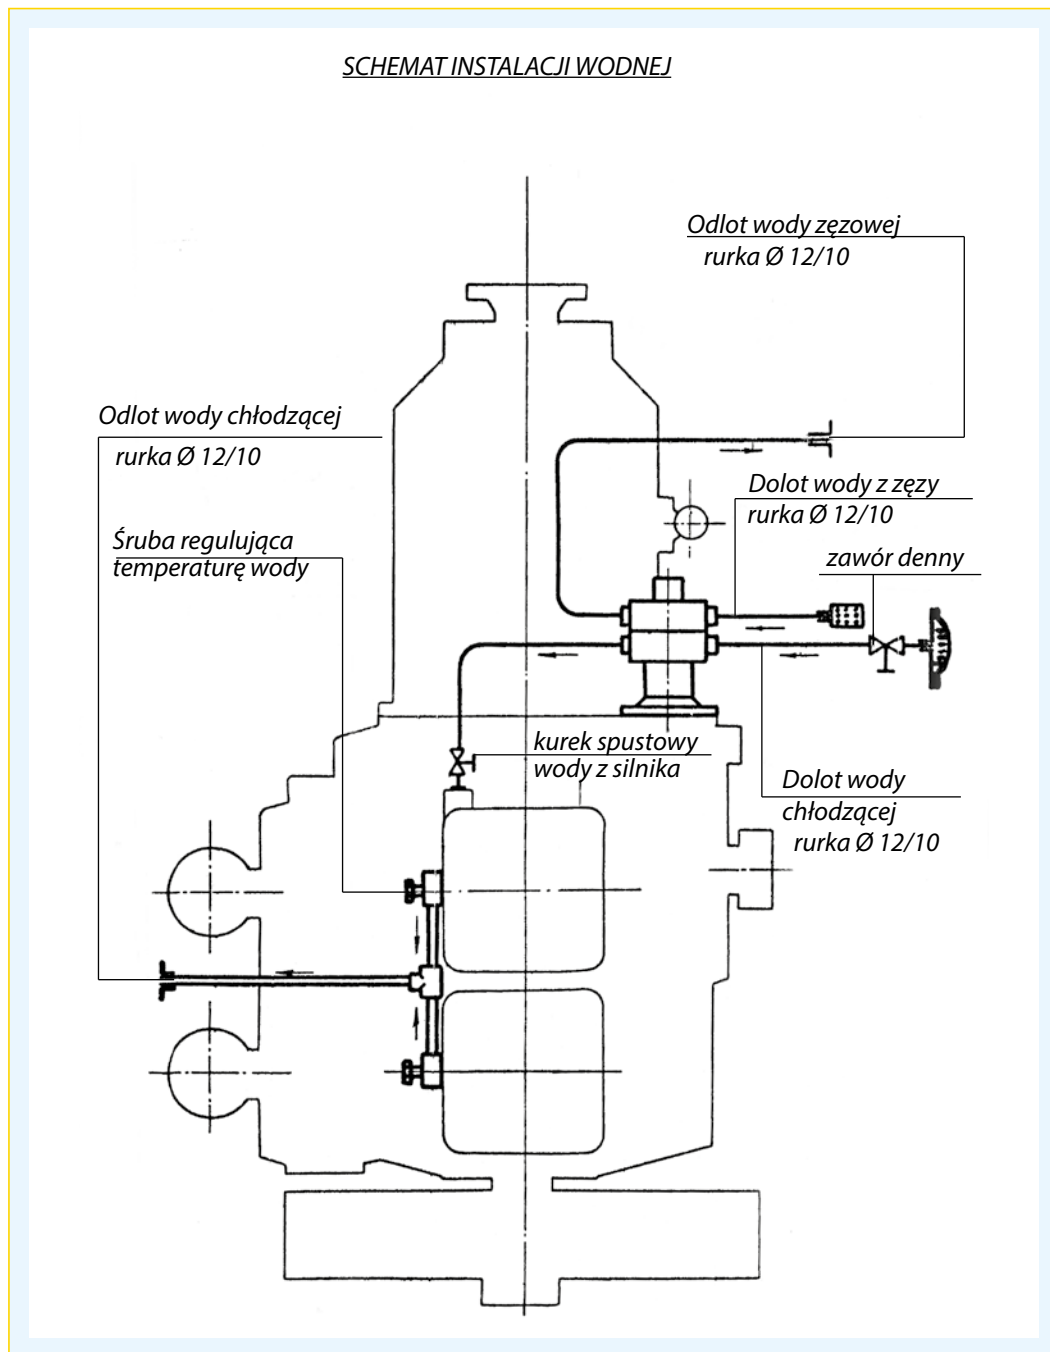 SCHEMAT INSTALACJI WODNEJ
Odlot wody zęzowej
rurka Ø 12/10
Odlot wody chłodzącej
rurka Ø 12/10
Dolot wody z zęzy
rurka Ø 12/10
Śruba regulująca
temperaturę wody
zawór denny
kurek spustowy
wody z silnika
Dolot wody
chłodzącej
rurka Ø 12/10